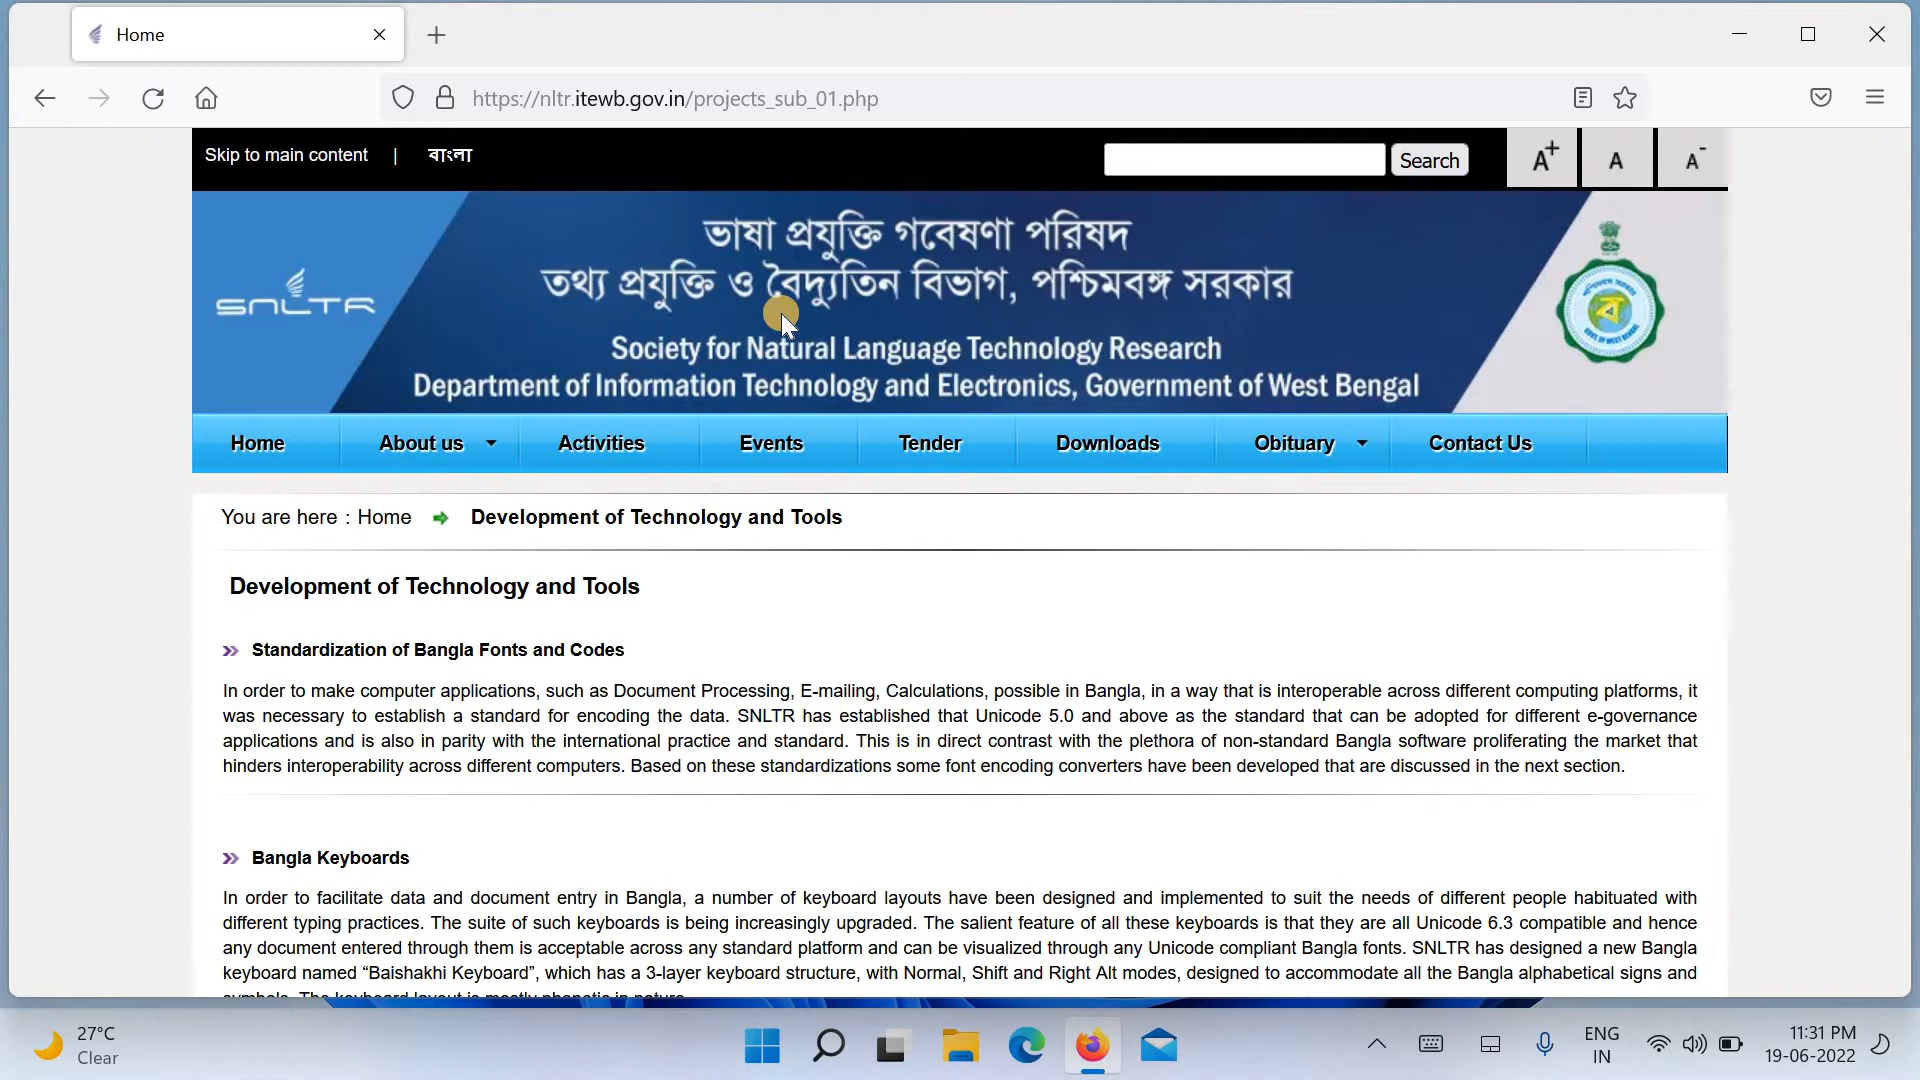 Home
https://nltr.itewb.gov.in/projects_sub_01.php
Skip to main content | বাংলা
Search
A+ A A-
ভাষা প্রযুক্তি গবেষণা পরিষদ
তথ্য প্রযুক্তি ও বৈদ্যুতিন বিভাগ, পশ্চিমবঙ্গ সরকার
SNLTR
Society for Natural Language Technology Research
Department of Information Technology and Electronics, Government of West Bengal
Home About us Activities Events Tender Downloads Obituary Contact Us
You are here : Home Development of Technology and Tools
Development of Technology and Tools
Standardization of Bangla Fonts and Codes
In order to make computer applications, such as Document Processing, E-mailing, Calculations, possible in Bangla, in a way that is interoperable across different computing platforms, it
was necessary to establish a standard for encoding the data. SNLTR has established that Unicode 5.0 and above as the standard that can be adopted for different e-governance
applications and is also in parity with the international practice and standard. This is in direct contrast with the plethora of non-standard Bangla software proliferating the market that
hinders interoperability across different computers. Based on these standardizations some font encoding converters have been developed that are discussed in the next section.
Bangla Keyboards
In order to facilitate data and document entry in Bangla, a number of keyboard layouts have been designed and implemented to suit the needs of different people habituated with
different typing practices. The suite of such keyboards is being increasingly upgraded. The salient feature of all these keyboards is that they are all Unicode 6.3 compatible and hence
any document entered through them is acceptable across any standard platform and can be visualized through any Unicode compliant Bangla fonts. SNLTR has designed a new Bangla
keyboard named “Baishakhi Keyboard”, which has a 3-layer keyboard structure, with Normal, Shift and Right Alt modes, designed to accommodate all the Bangla alphabetical signs and
symbols. The keyboard layout is mostly phonetic in nature.
27°C
Clear
ENG
IN
11:31 PM
19-06-2022